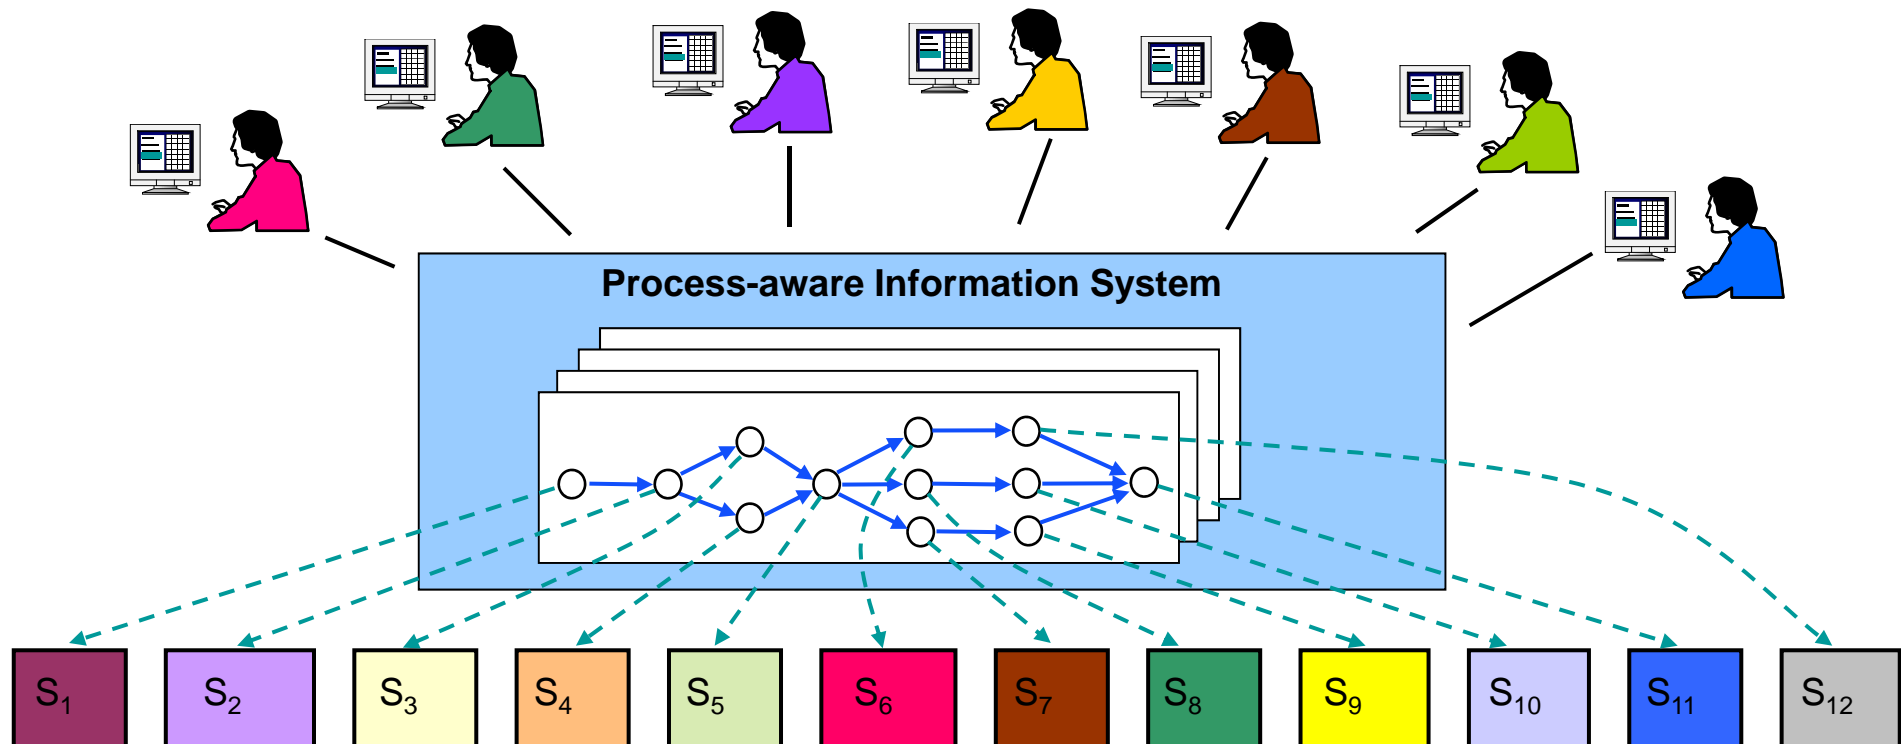 Process-aware Information System
S1 S2 S3 S4 S5 S6 S7 S8 S9 S10 S11 S12